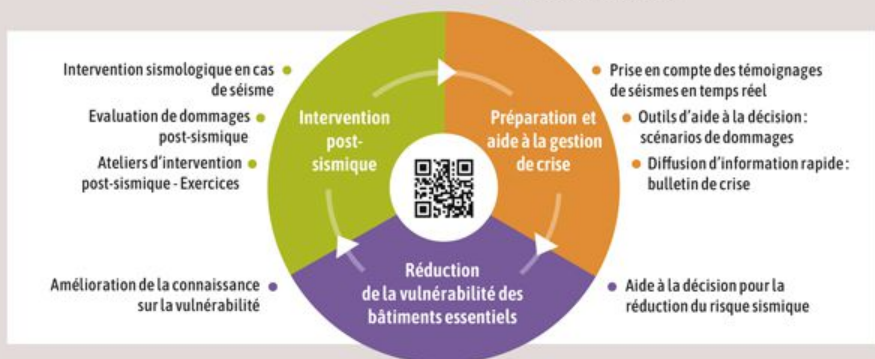 Intervention sismologique en cas
de séisme
Evaluation de dommages
post-sismique
Ateliers d'intervention
post-sismique - Exercices
Amélioration de la connaissance
sur la vulnérabilité
Intervention
post-
sismique
Préparation et
aide à la gestion
de crise
Réduction
de la vulnérabilité des
bâtiments essentiels
Prise en compte des témoignages
de séismes en temps réel
Outils d'aide à la décision :
scénarios de dommages
Diffusion d'information rapide :
bulletin de crise
Aide à la décision pour la
réduction du risque sismique